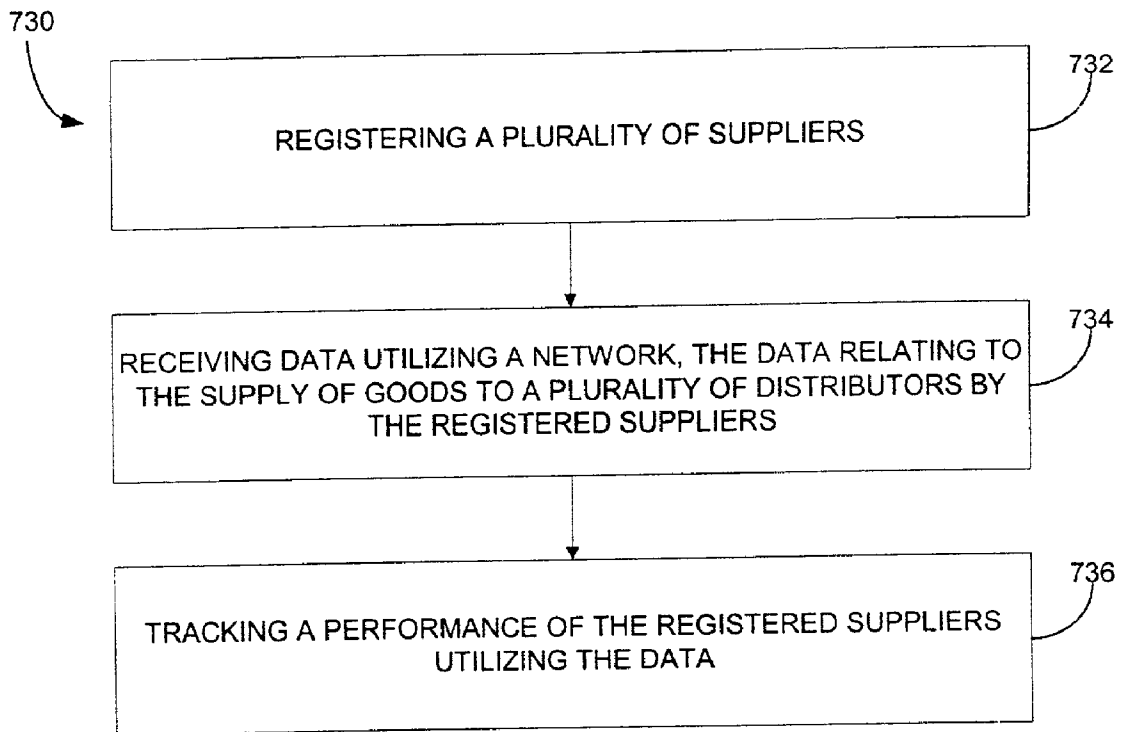 730
732
REGISTERING A PLURALITY OF SUPPLIERS
734
RECEIVING DATA UTILIZING A NETWORK, THE DATA RELATING TO
THE SUPPLY OF GOODS TO A PLURALITY OF DISTRIBUTORS BY
THE REGISTERED SUPPLIERS
736
TRACKING A PERFORMANCE OF THE REGISTERED SUPPLIERS
UTILIZING THE DATA